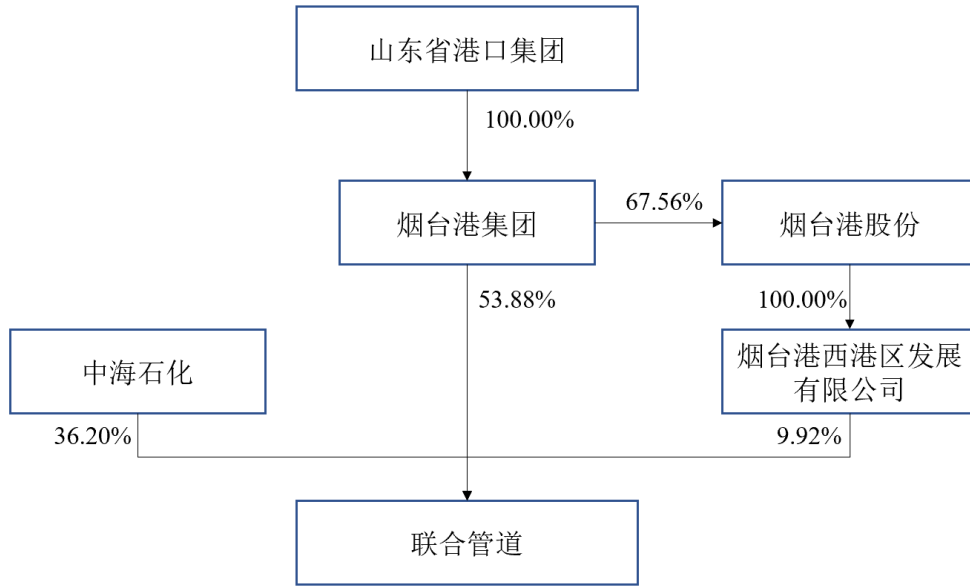 山东省港口集团
100.00%
烟台港集团
67.56%
烟台港股份
53.88%
100.00%
中海石化
烟台港西港区发展
有限公司
36.20%
9.92%
联合管道